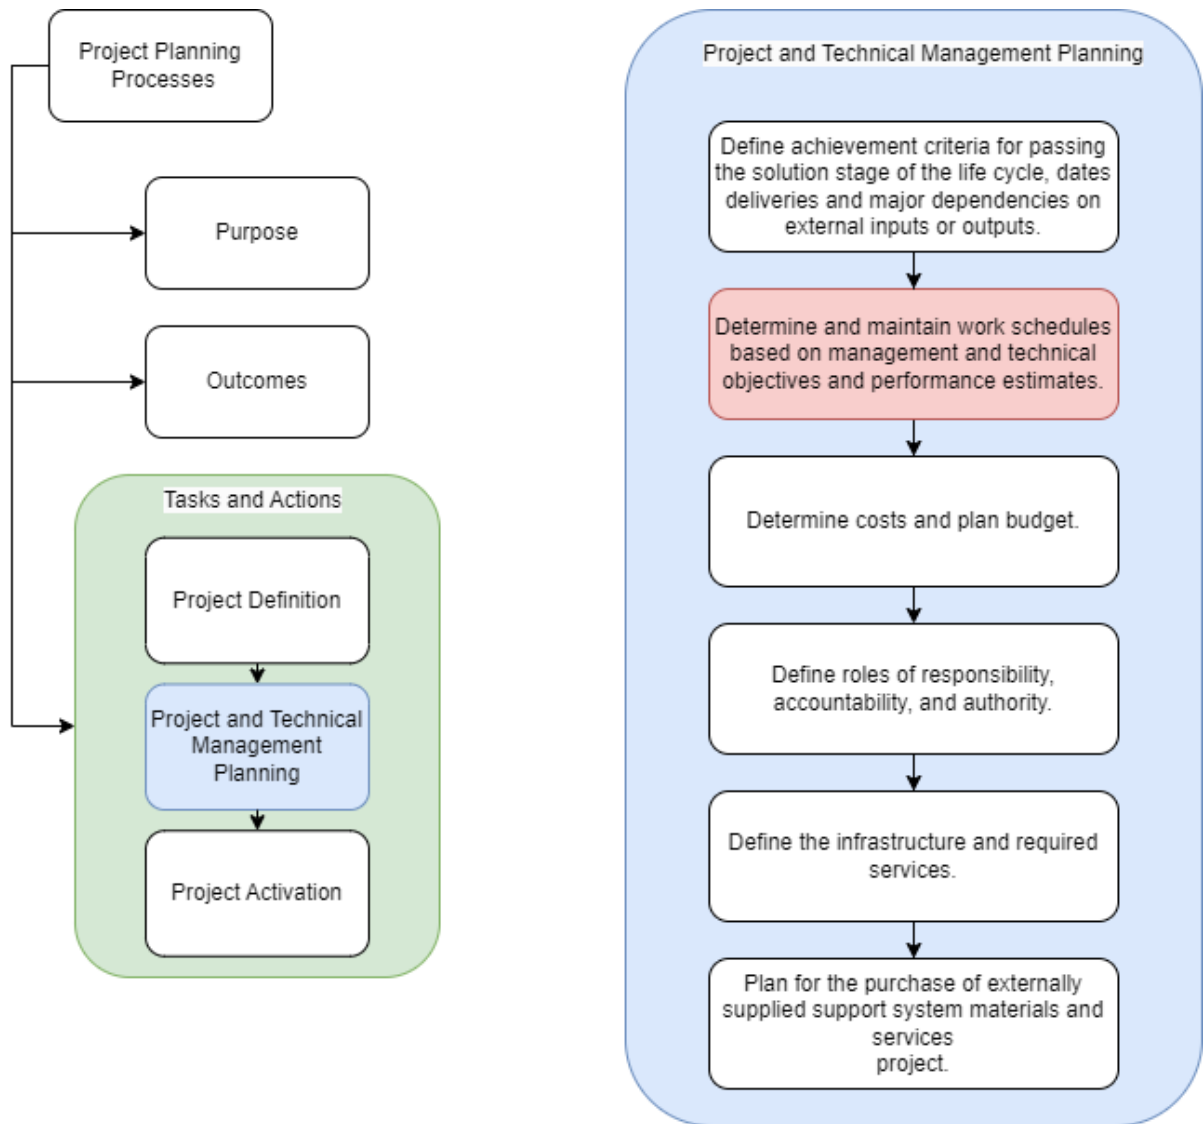 Project Planning
Processes
Purpose
Outcomes
Tasks and Actions
Project Definition
Project and Technical
Management
Planning
Project Activation
Project and Technical Management Planning
Define achievement criteria for passing
the solution stage of the life cycle, dates
deliveries and major dependencies on
external inputs or outputs.
Determine and maintain work schedules
based on management and technical
objectives and performance estimates.
Determine costs and plan budget.
Define roles of responsibility,
accountability, and authority.
Define the infrastructure and required
services.
Plan for the purchase of externally
supplied support system materials and
services
project.